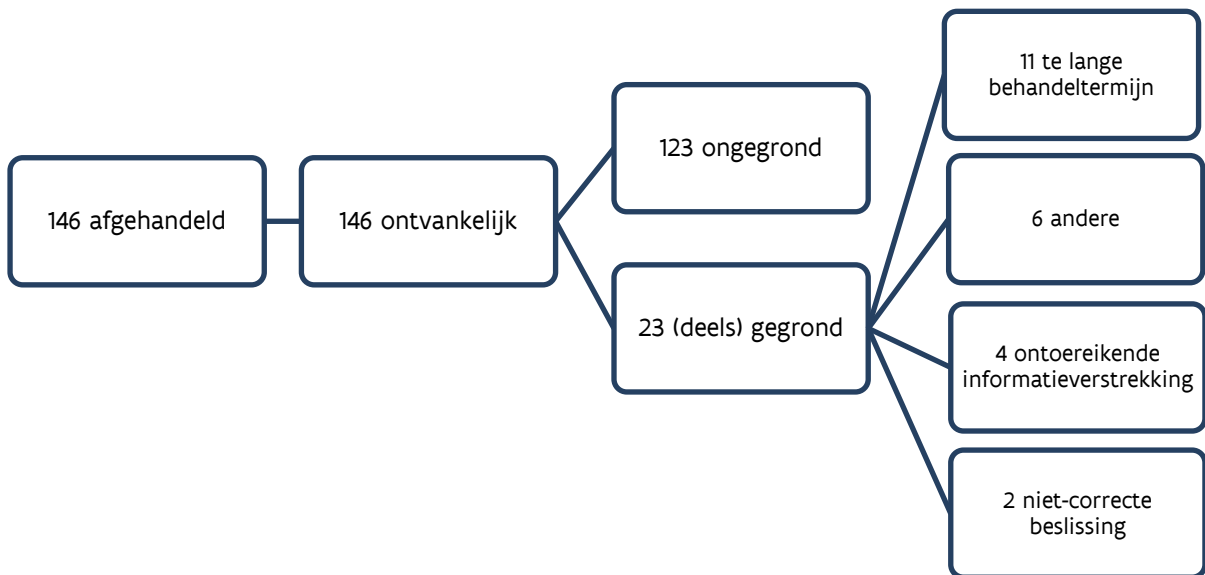 146 afgehandeld
146 ontvankelijk
123 ongegrond
23 (deels) gegrond
11 te lange
behandeltermijn
6 andere
4 ontoereikende
informatieverstrekking
2 niet-correcte
beslissing